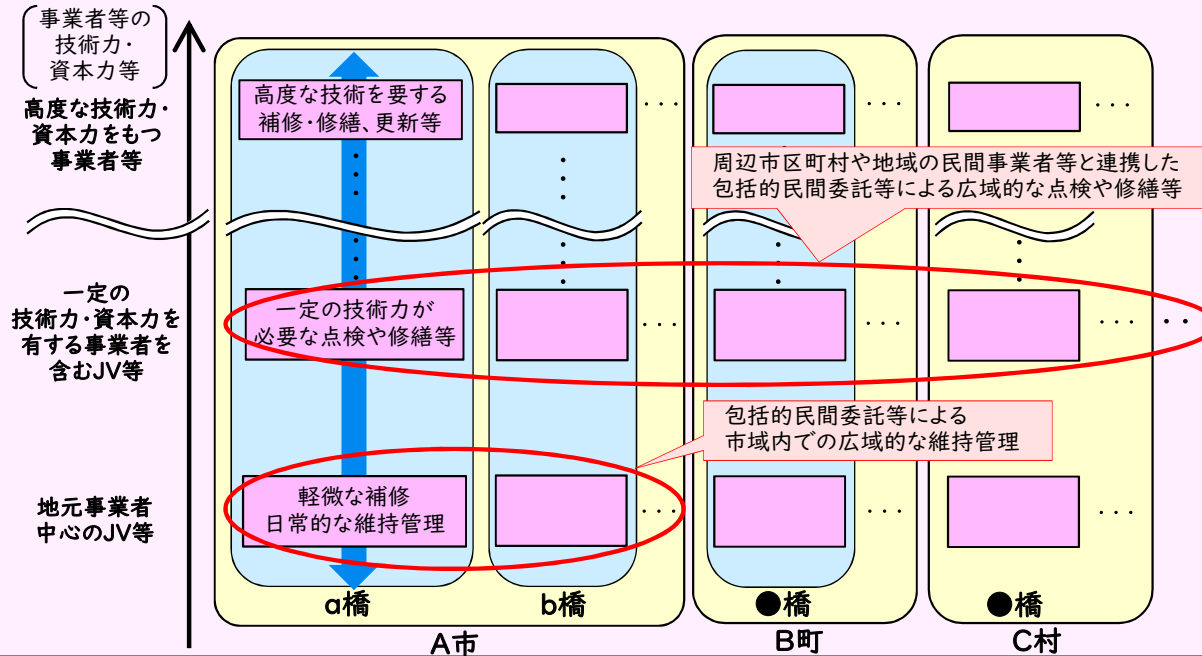 事業者等の
技術力・
資本力等
高度な技術力・
資本力をもつ
事業者等
一定の
技術力・資本力を
有する事業者を
含むJV等
地元事業者
中心のJV等
高度な技術を要する
補修・修繕、更新等
・・・
・・・
・・・
周辺市区町村や地域の民間事業者等と連携した
包括的民間委託等による広域的な点検や修繕等
一定の技術力が
必要な点検や修繕等
・・・
・・・
・・・ ・・
包括的民間委託等による
市域内での広域的な維持管理
軽微な補修
日常的な維持管理
・・・
・・・
・・・
a橋
b橋
●橋
●橋
A市
B町
C村